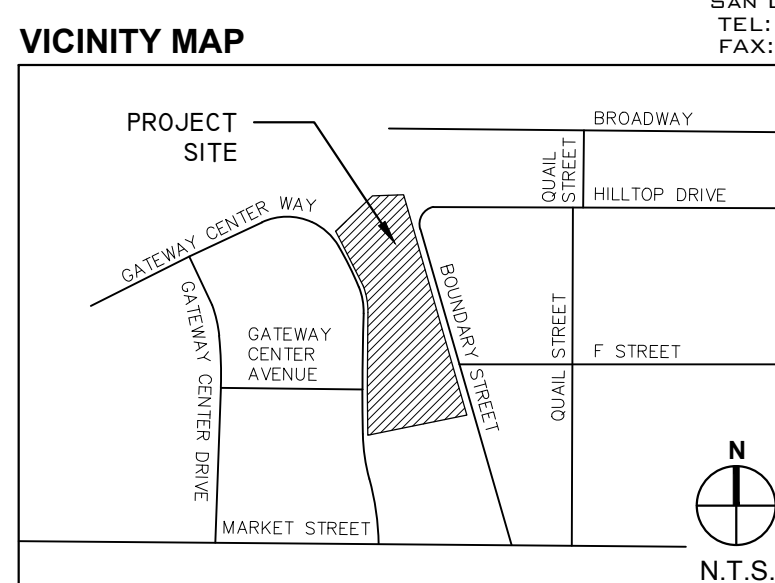 SAN D
TEL:
FAX:
VICINITY MAP
PROJECT
SITE
BROADWAY
QUAIL
STREET
HILLTOP DRIVE
GATEWAY CENTER WAY
GATEWAY CENTER DRIVE
GATEWAY
CENTER
AVENUE
BOUNDARY STREET
QUAIL STREET
F STREET
MARKET STREET
N
N.T.S.